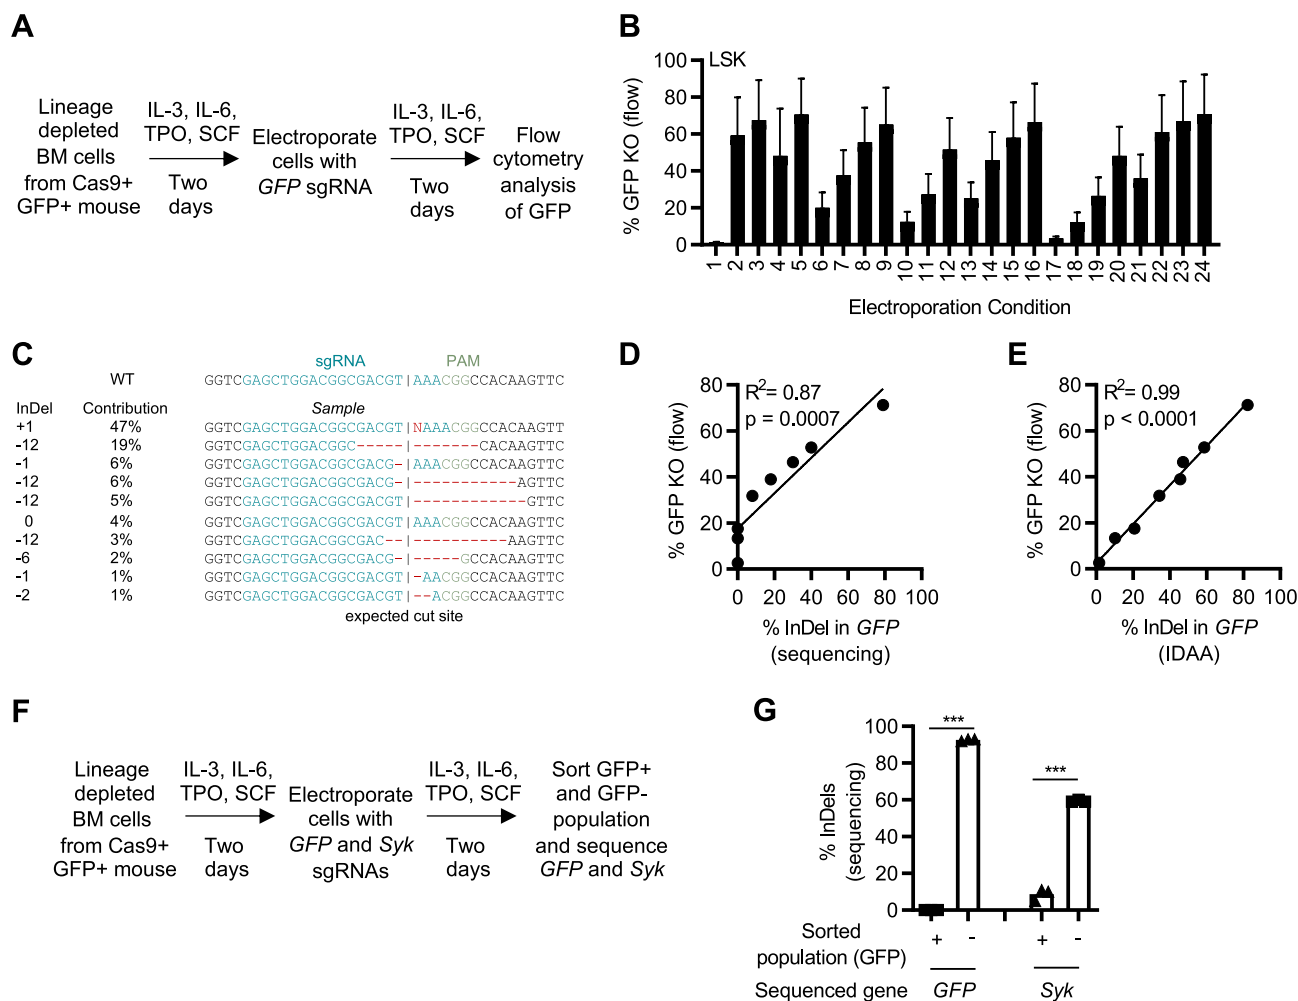 A
Lineage
depleted
BM cells
from Cas9+
GFP+ mouse
IL-3, IL-6,
TPO, SCF
Two
days
Electroporate
cells with
GFP sgRNA
IL-3, IL-6,
TPO, SCF
Two
days
Flow
cytometry
analysis
of GFP
B
LSK
% GFP KO (flow)
100
80
60
40
20
0
1 2 3 4 5 6 7 8 9 10 11 12 13 14 15 16 17 18 19 20 21 22 23 24
Electroporation Condition
C
sgRNA PAM
WT GGTCGAGCTGGACGGCGACGT|AAACGGCCACAAGTTC
InDel Contribution Sample
+1 47% GGTCGAGCTGGACGGCGACGT|NAAACGGCCACAAGTT
-12 19% GGTCGAGCTGGACGGC-----|-------CACAAGTTC
-1 6% GGTCGAGCTGGACGGCGACG-|AAACGGCCACAAGTTC
-12 6% GGTCGAGCTGGACGGCGACG-|-----------AGTTC
-12 5% GGTCGAGCTGGACGGCGACGT|------------GTTC
0 4% GGTCGAGCTGGACGGCGACGT|AAACGGCCACAAGTTC
-12 3% GGTCGAGCTGGACGGCGAC--|----------AAGTTC
-6 2% GGTCGAGCTGGACGGCGACG-|-----GCCACAAGTTC
-1 1% GGTCGAGCTGGACGGCGACGT|-AACGGCCACAAGTTC
-2 1% GGTCGAGCTGGACGGCGACGT|--ACGGCCACAAGTTC
expected cut site
D
R2= 0.87
p = 0.0007
% GFP KO (flow)
80
60
40
20
0
0 20 40 60 80 100
% InDel in GFP
(sequencing)
E
R2= 0.99
p < 0.0001
% GFP KO (flow)
80
60
40
20
0
0 20 40 60 80 100
% InDel in GFP
(IDAA)
F
Lineage
depleted
BM cells
from Cas9+
GFP+ mouse
IL-3, IL-6,
TPO, SCF
Two
days
Electroporate
cells with
GFP and Syk
sgRNAs
IL-3, IL-6,
TPO, SCF
Two
days
Sort GFP+
and GFP-
population
and sequence
GFP and Syk
G
% InDels
(sequencing)
100
80
60
40
20
0
***
***
Sorted
population (GFP)
+ - + -
Sequenced gene GFP Syk